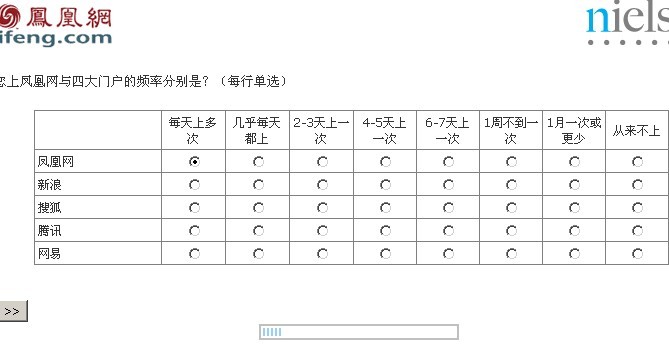 鳳凰網
ifeng.com
niels
您上凤凰网与四大门户的频率分别是？（每行单选）
每天上多次 几乎每天都上 2-3天上一次 4-5天上一次 6-7天上一次 1周不到一次 1月一次或更少 从来不上
凤凰网
新浪
搜狐
腾讯
网易
>>